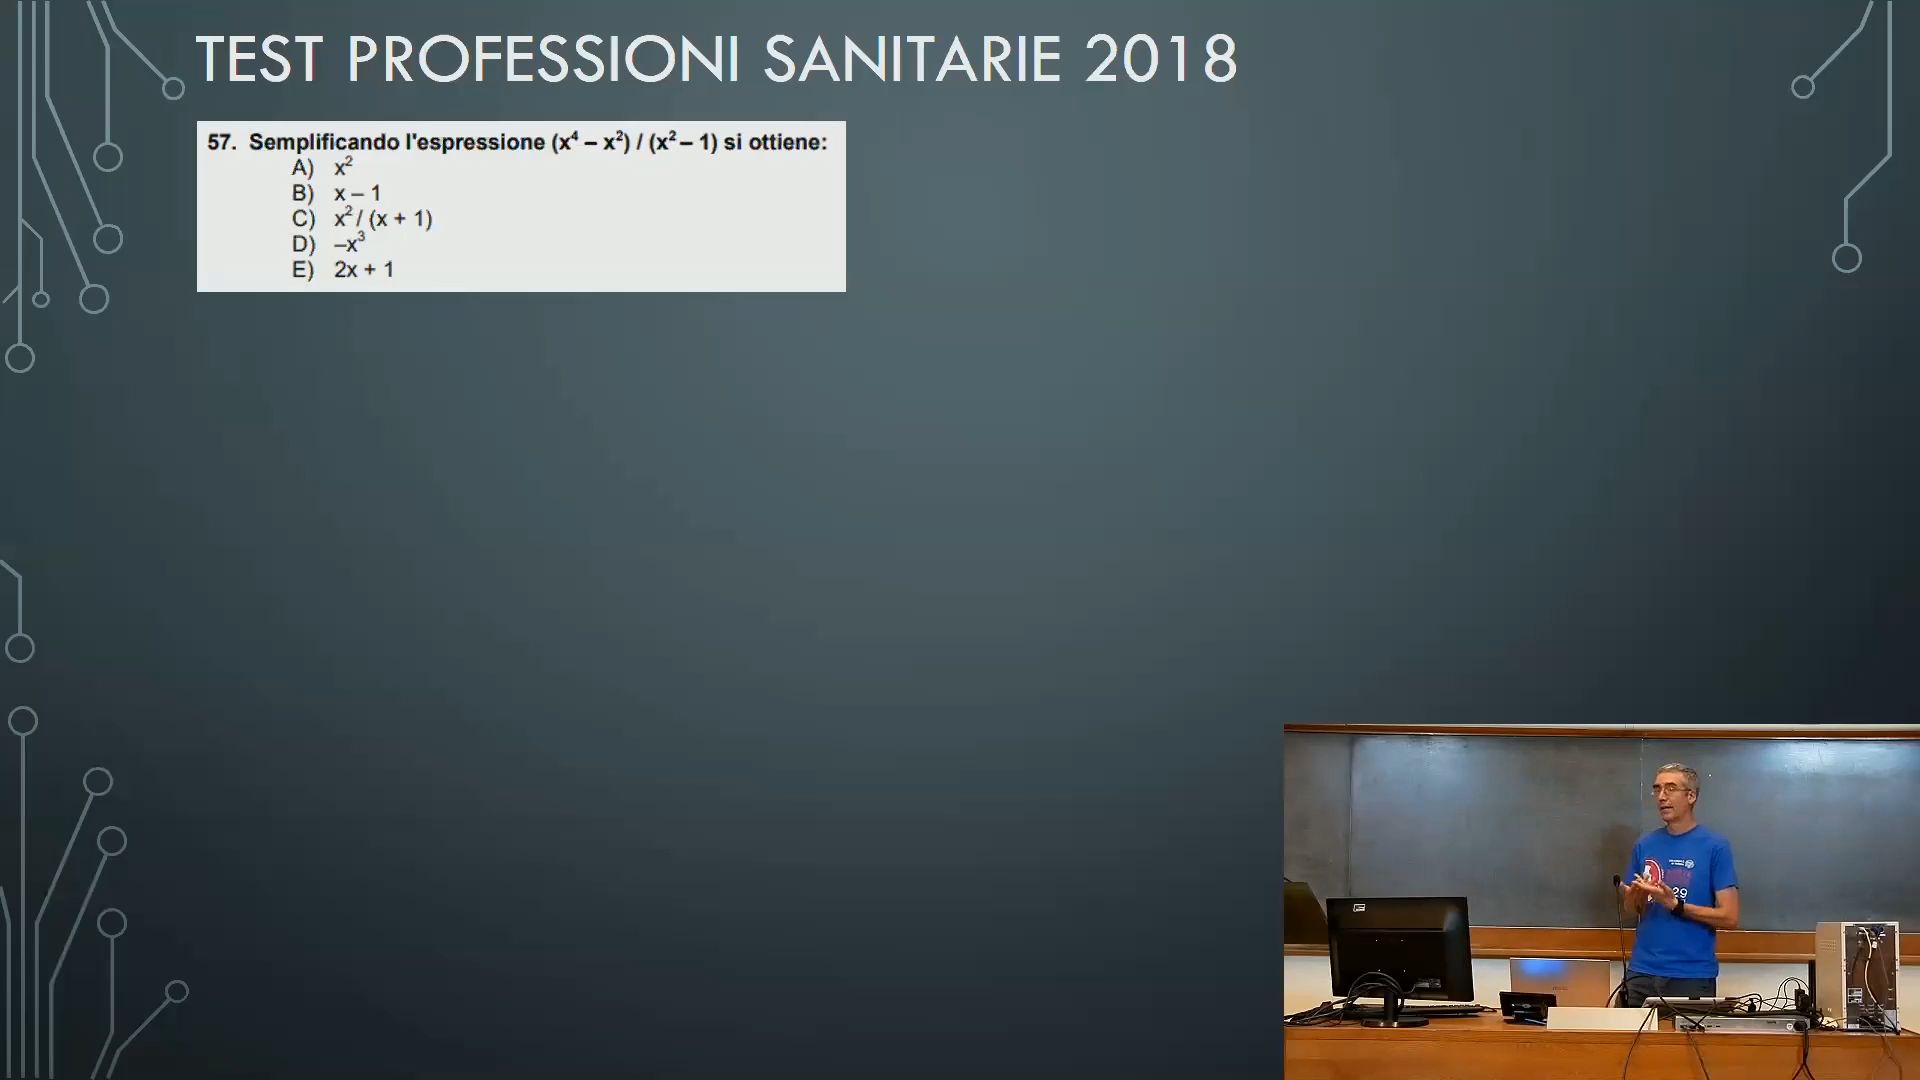 TEST PROFESSIONI SANITARIE 2018
57. Semplificando l'espressione (x⁴ – x²) / (x² – 1) si ottiene:
A) x²
B) x – 1
C) x² / (x + 1)
D) –x³
E) 2x + 1
29